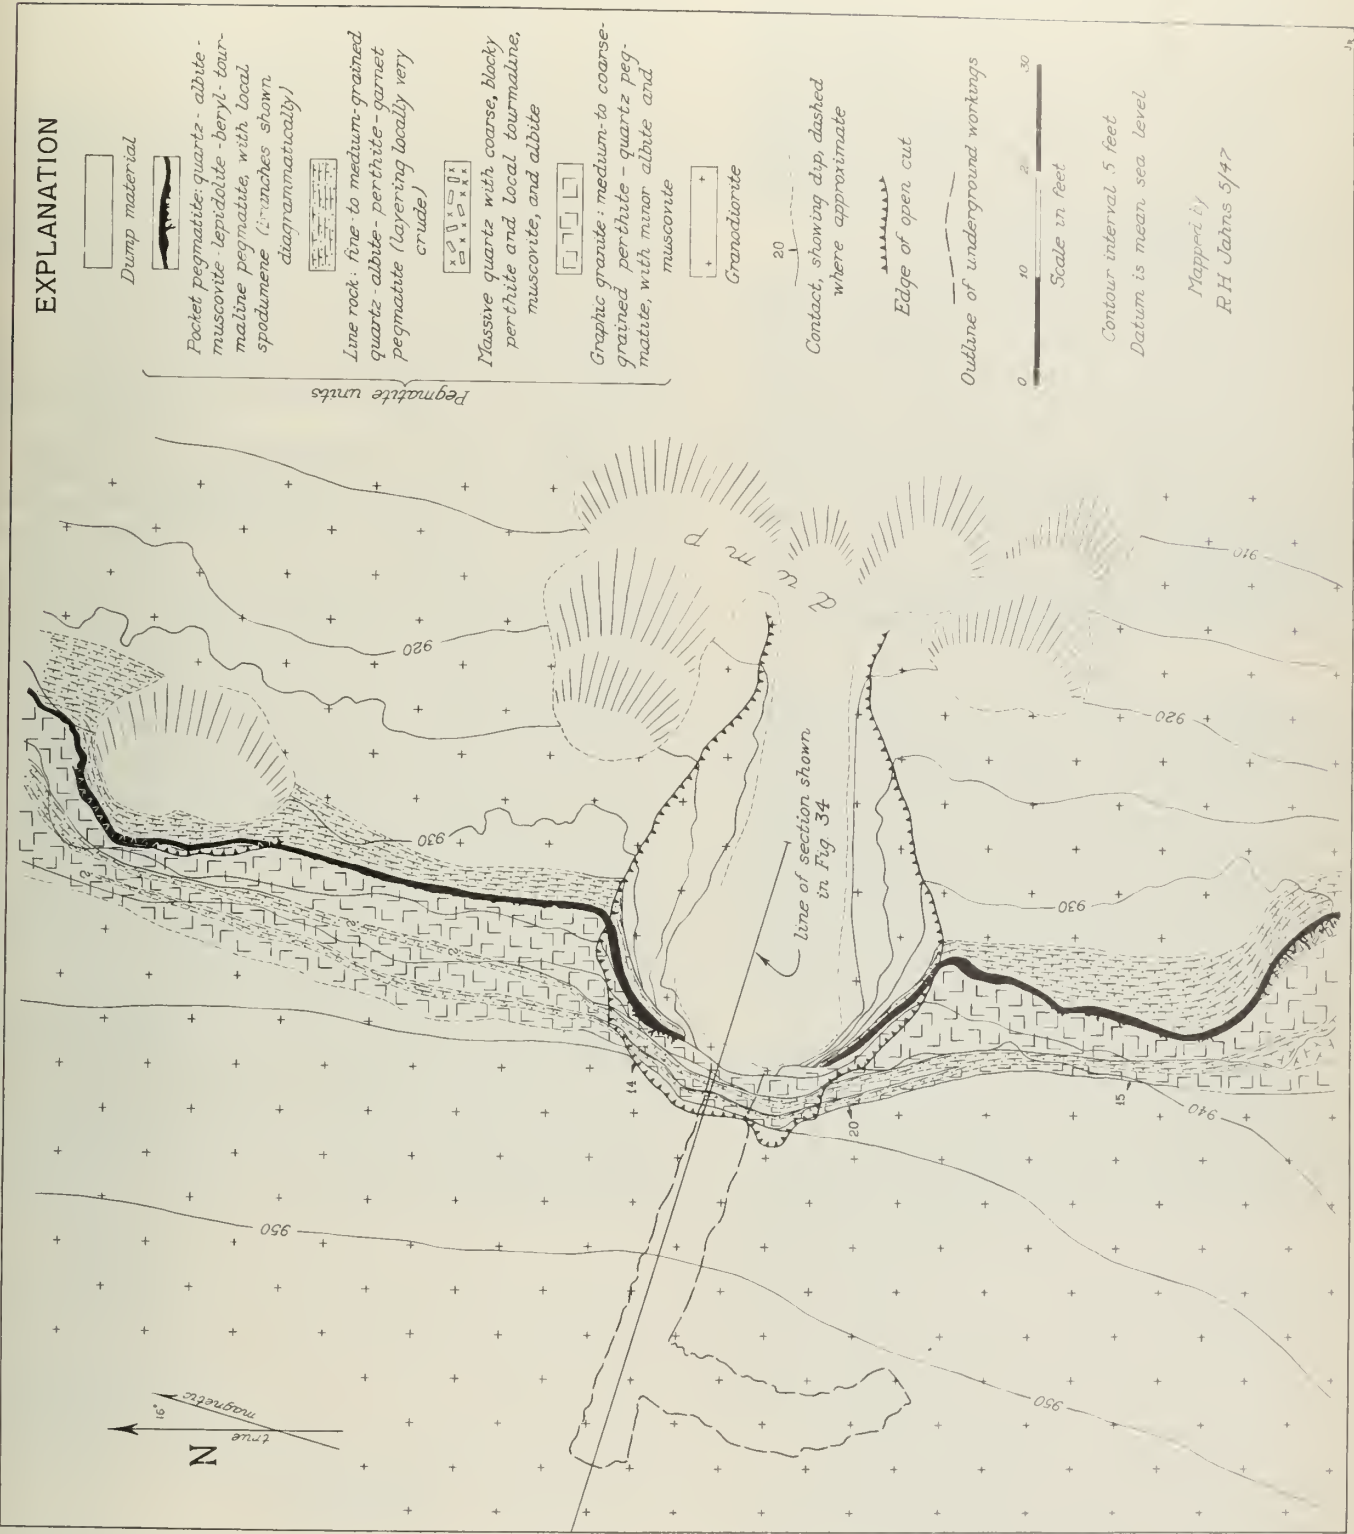 EXPLANATION
Dump material
Pocket pegmatite: quartz - albite -
muscovite - lepidolite - beryl - tour-
maline pegmatite, with local
spodumene (branches shown
diagrammatically)
Line rock: fine- to medium-grained
quartz - albite - perthite - garnet
pegmatite (layering locally very
crude)
Massive quartz with coarse, blocky
perthite and local tourmaline,
muscovite, and albite
Graphic granite: medium- to coarse-
grained perthite - quartz peg-
matite, with minor albite and
muscovite
Pegmatite units
Granodiorite
20
Contact, showing dip, dashed
where approximate
Edge of open cut
Outline of underground workings
0 10 2 30
Scale in feet
Contour interval 5 feet
Datum is mean sea level
Mapped by
RH Jahns 5/47
N
true
magnetic
16°
950
930
920
Dump
14
20
15
line of section shown
in Fig. 34
910
920
930
940
950